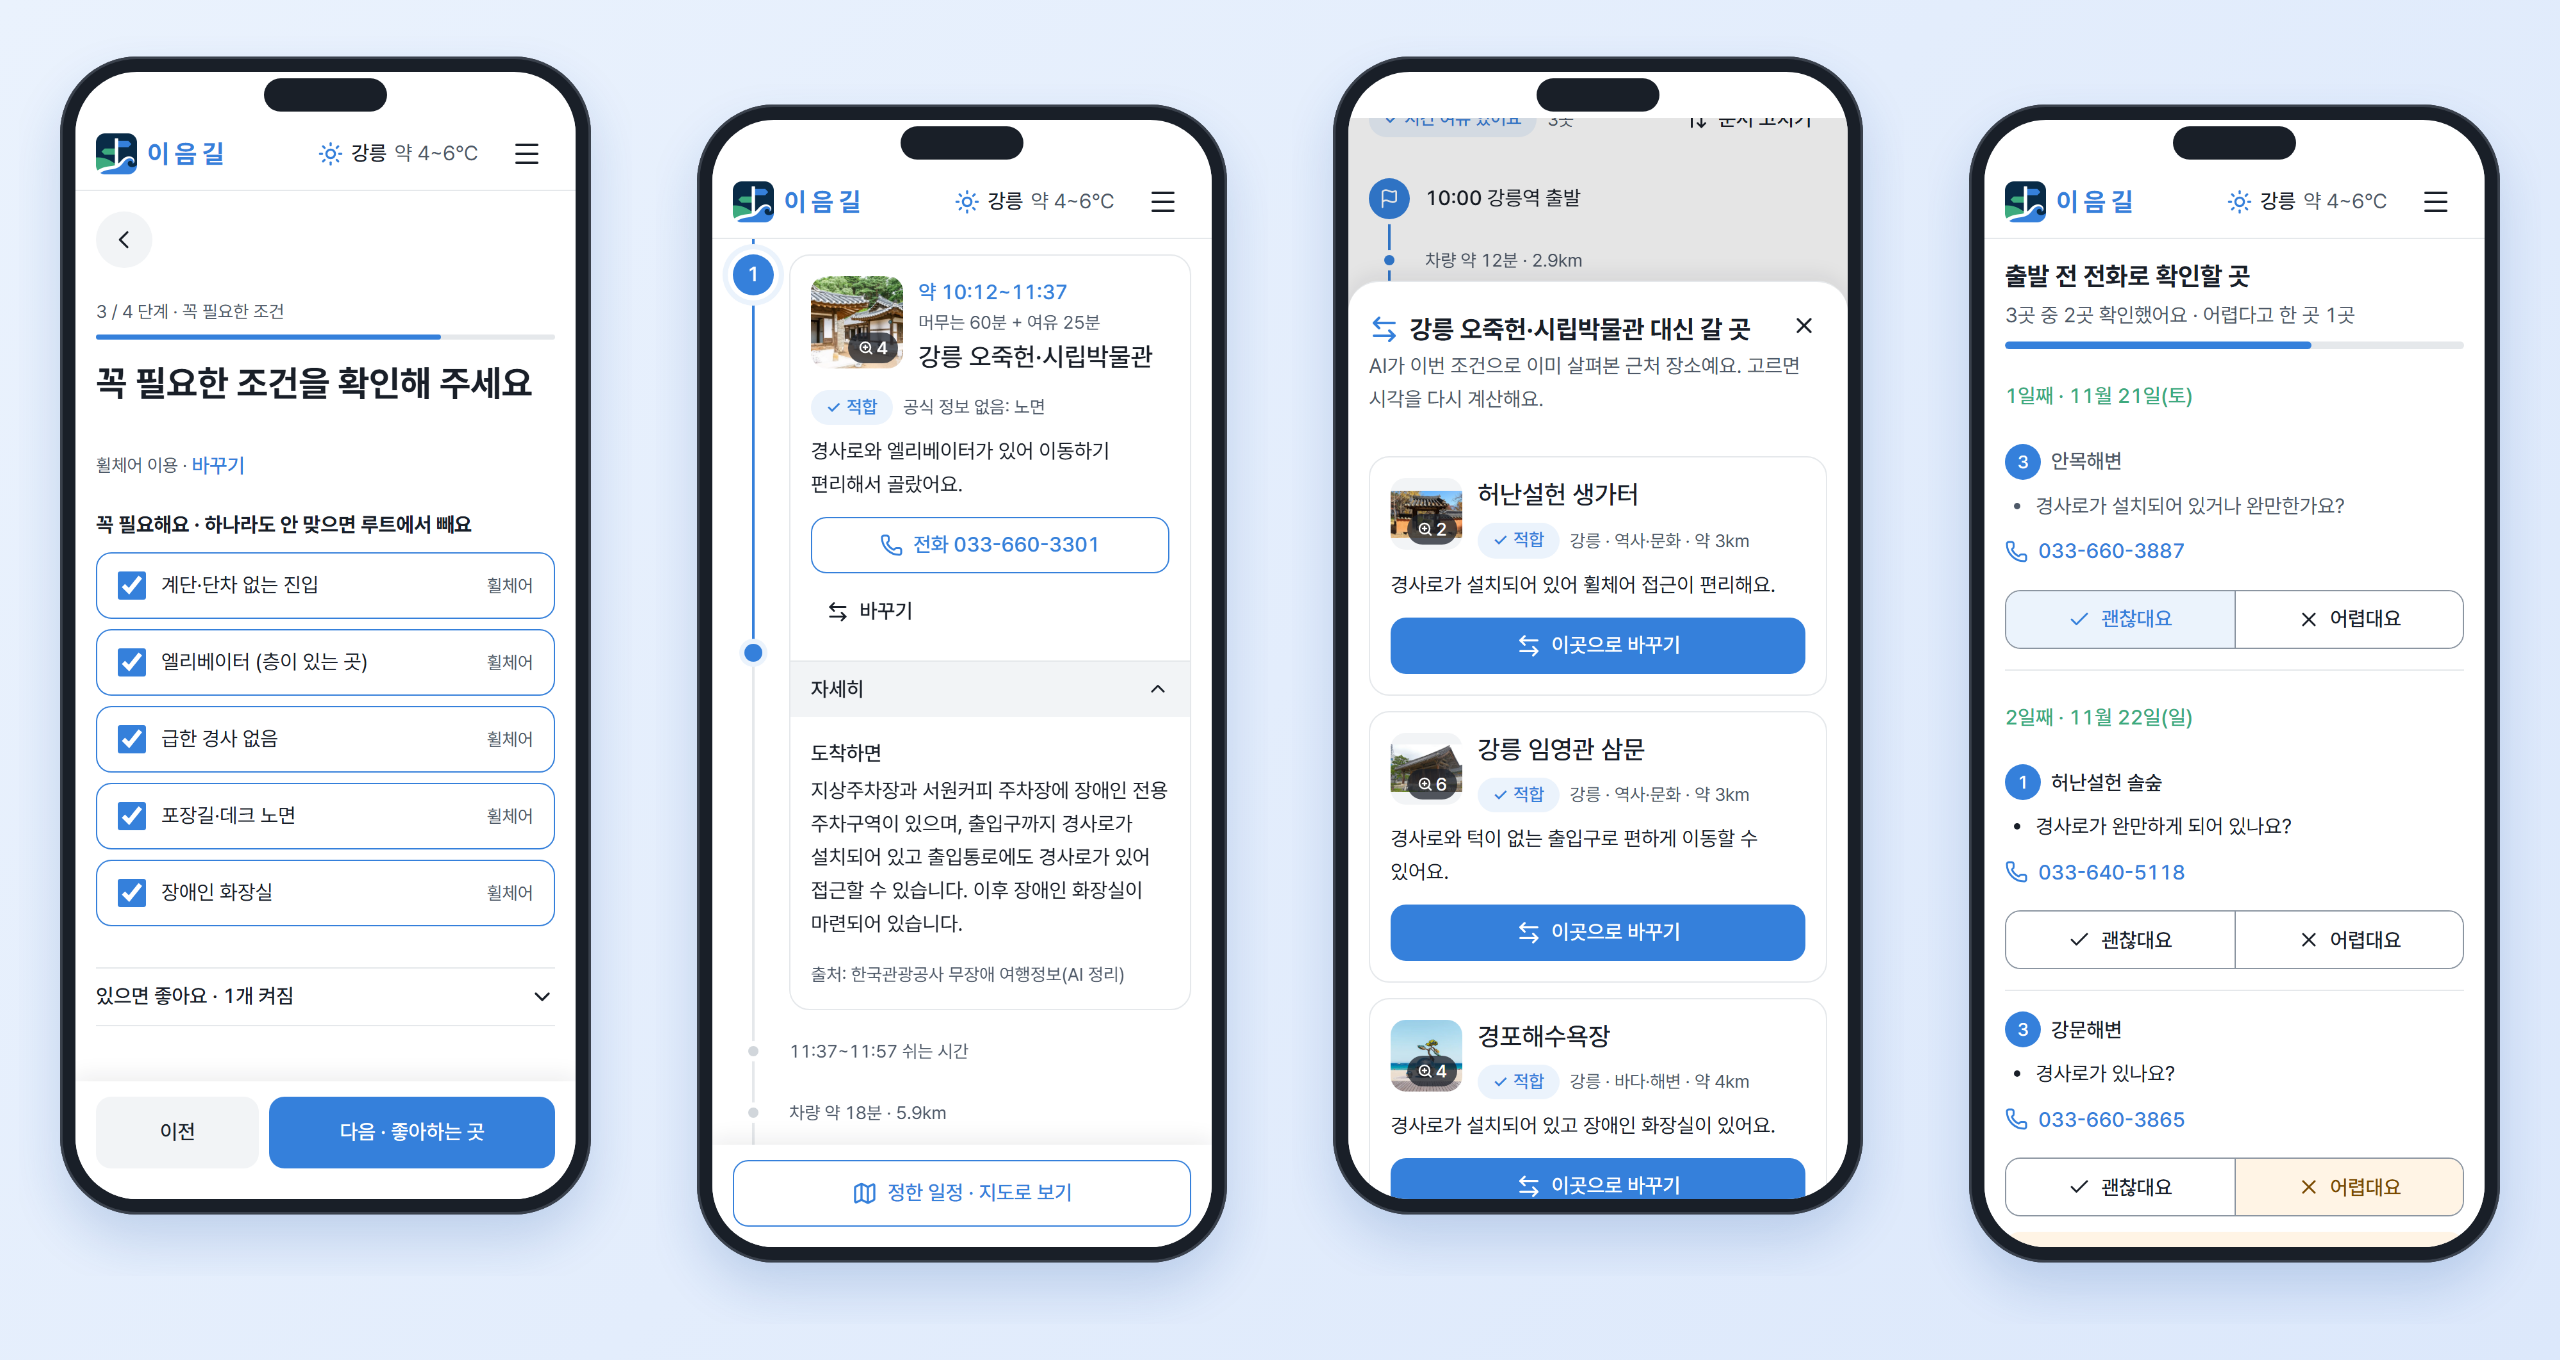 이음길
강릉 약 4~6°C
3 / 4 단계 · 꼭 필요한 조건
꼭 필요한 조건을 확인해 주세요
휠체어 이용 · 바꾸기
꼭 필요해요 · 하나라도 안 맞으면 루트에서 빼요
계단·단차 없는 진입 휠체어
엘리베이터 (층이 있는 곳) 휠체어
급한 경사 없음 휠체어
포장길·데크 노면 휠체어
장애인 화장실 휠체어
있으면 좋아요 · 1개 켜짐
이전
다음 · 좋아하는 곳
이음길
강릉 약 4~6°C
1
약 10:12~11:37
머무는 60분 + 여유 25분
강릉 오죽헌·시립박물관
4
적합 공식 정보 없음: 노면
경사로와 엘리베이터가 있어 이동하기
편리해서 골랐어요.
전화 033-660-3301
바꾸기
자세히
도착하면
지상주차장과 서원커피 주차장에 장애인 전용
주차구역이 있으며, 출입구까지 경사로가
설치되어 있고 출입통로에도 경사로가 있어
접근할 수 있습니다. 이후 장애인 화장실이
마련되어 있습니다.
출처: 한국관광공사 무장애 여행정보(AI 정리)
11:37~11:57 쉬는 시간
차량 약 18분 · 5.9km
정한 일정 · 지도로 보기
시간 여유 있어요 3곳 순서 고치기
10:00 강릉역 출발
차량 약 12분 · 2.9km
강릉 오죽헌·시립박물관 대신 갈 곳
AI가 이번 조건으로 이미 살펴본 근처 장소예요. 고르면
시각을 다시 계산해요.
허난설헌 생가터
2
적합 강릉 · 역사·문화 · 약 3km
경사로가 설치되어 있어 휠체어 접근이 편리해요.
이곳으로 바꾸기
강릉 임영관 삼문
6
적합 강릉 · 역사·문화 · 약 3km
경사로와 턱이 없는 출입구로 편하게 이동할 수
있어요.
이곳으로 바꾸기
경포해수욕장
4
적합 강릉 · 바다·해변 · 약 4km
경사로가 설치되어 있고 장애인 화장실이 있어요.
이곳으로 바꾸기
이음길
강릉 약 4~6°C
출발 전 전화로 확인할 곳
3곳 중 2곳 확인했어요 · 어렵다고 한 곳 1곳
1일째 · 11월 21일(토)
3 안목해변
• 경사로가 설치되어 있거나 완만한가요?
033-660-3887
괜찮대요 어렵대요
2일째 · 11월 22일(일)
1 허난설헌 솔숲
• 경사로가 완만하게 되어 있나요?
033-640-5118
괜찮대요 어렵대요
3 강문해변
• 경사로가 있나요?
033-660-3865
괜찮대요 어렵대요